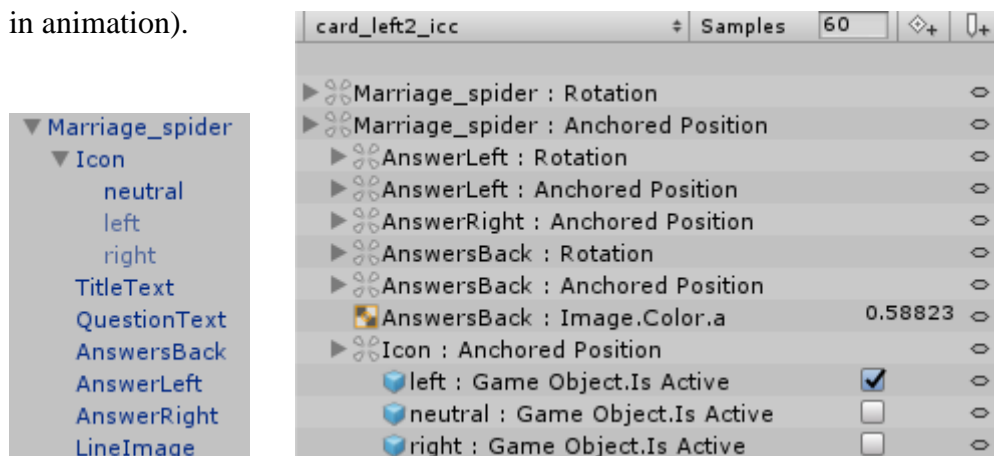 in animation).
Marriage_spider
Icon
neutral
left
right
TitleText
QuestionText
AnswersBack
AnswerLeft
AnswerRight
LineImage
card_left2_icc Samples 60
Marriage_spider : Rotation
Marriage_spider : Anchored Position
AnswerLeft : Rotation
AnswerLeft : Anchored Position
AnswerRight : Anchored Position
AnswersBack : Rotation
AnswersBack : Anchored Position
AnswersBack : Image.Color.a 0.58823
Icon : Anchored Position
left : Game Object.Is Active
neutral : Game Object.Is Active
right : Game Object.Is Active